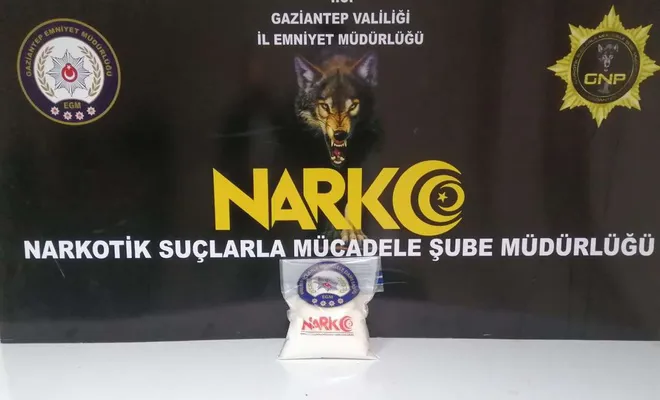 GAZİANTEP VALİLİĞİ
İL EMNİYET MÜDÜRLÜĞÜ
GAZİANTEP EMNİYET MÜDÜRLÜĞÜ
EGM
GNP
NARKO
NARKOTİK SUÇLARLA MÜCADELE ŞUBE MÜDÜRLÜĞÜ
EGM
NARKO